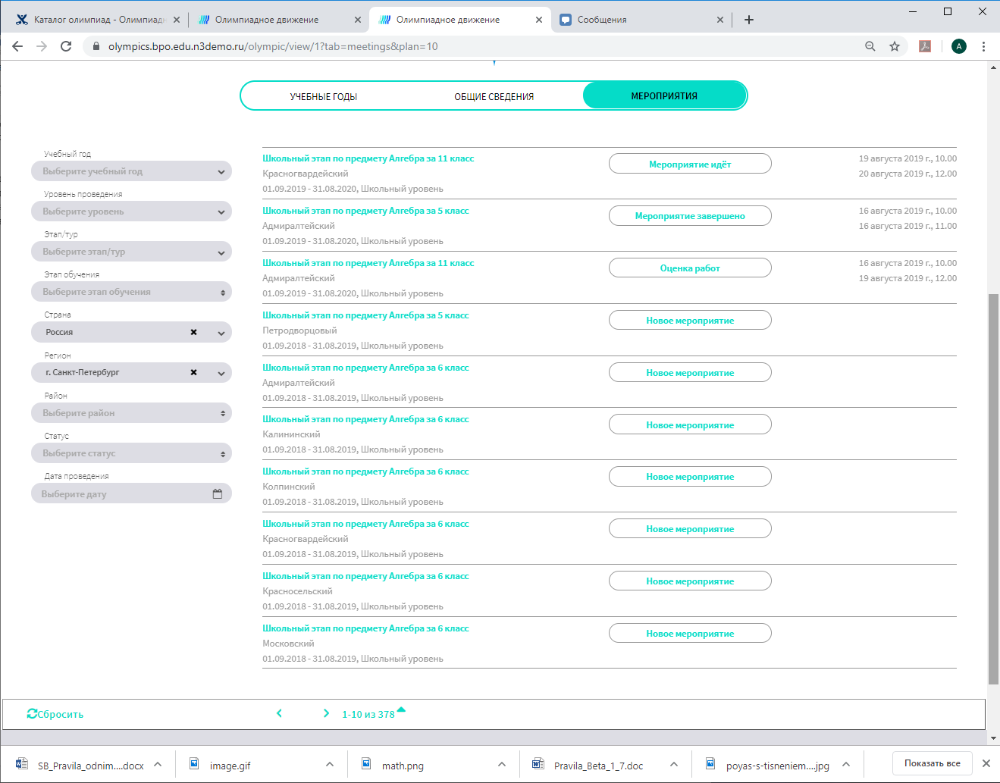 Каталог олимпиад - Олимпиадн
Олимпиадное движение
Олимпиадное движение
Сообщения
olympics.bpo.edu.n3demo.ru/olympic/view/1?tab=meetings&plan=10
A
УЧЕБНЫЕ ГОДЫ
ОБЩИЕ СВЕДЕНИЯ
МЕРОПРИЯТИЯ
Учебный год
Выберите учебный год
Уровень проведения
Выберите уровень
Этап/тур
Выберите этап/тур
Этап обучения
Выберите этап обучения
Страна
Россия
Регион
г. Санкт-Петербург
Район
Выберите район
Статус
Выберите статус
Дата проведения
Выберите дату
Школьный этап по предмету Алгебра за 11 класс
Красногвардейский
01.09.2019 - 31.08.2020, Школьный уровень
Мероприятие идёт
19 августа 2019 г., 10.00
20 августа 2019 г., 12.00
Школьный этап по предмету Алгебра за 5 класс
Адмиралтейский
01.09.2019 - 31.08.2020, Школьный уровень
Мероприятие завершено
16 августа 2019 г., 10.00
16 августа 2019 г., 11.00
Школьный этап по предмету Алгебра за 11 класс
Адмиралтейский
01.09.2019 - 31.08.2020, Школьный уровень
Оценка работ
16 августа 2019 г., 10.00
19 августа 2019 г., 12.00
Школьный этап по предмету Алгебра за 5 класс
Петродворцовый
01.09.2018 - 31.08.2019, Школьный уровень
Новое мероприятие
Школьный этап по предмету Алгебра за 6 класс
Адмиралтейский
01.09.2018 - 31.08.2019, Школьный уровень
Новое мероприятие
Школьный этап по предмету Алгебра за 6 класс
Калининский
01.09.2018 - 31.08.2019, Школьный уровень
Новое мероприятие
Школьный этап по предмету Алгебра за 6 класс
Колпинский
01.09.2018 - 31.08.2019, Школьный уровень
Новое мероприятие
Школьный этап по предмету Алгебра за 6 класс
Красногвардейский
01.09.2018 - 31.08.2019, Школьный уровень
Новое мероприятие
Школьный этап по предмету Алгебра за 6 класс
Красносельский
01.09.2018 - 31.08.2019, Школьный уровень
Новое мероприятие
Школьный этап по предмету Алгебра за 6 класс
Московский
01.09.2018 - 31.08.2019, Школьный уровень
Новое мероприятие
Сбросить
1-10 из 378
SB_Pravila_odnim....docx
image.gif
math.png
Pravila_Beta_1_7.doc
poyas-s-tisneniem....jpg
Показать все